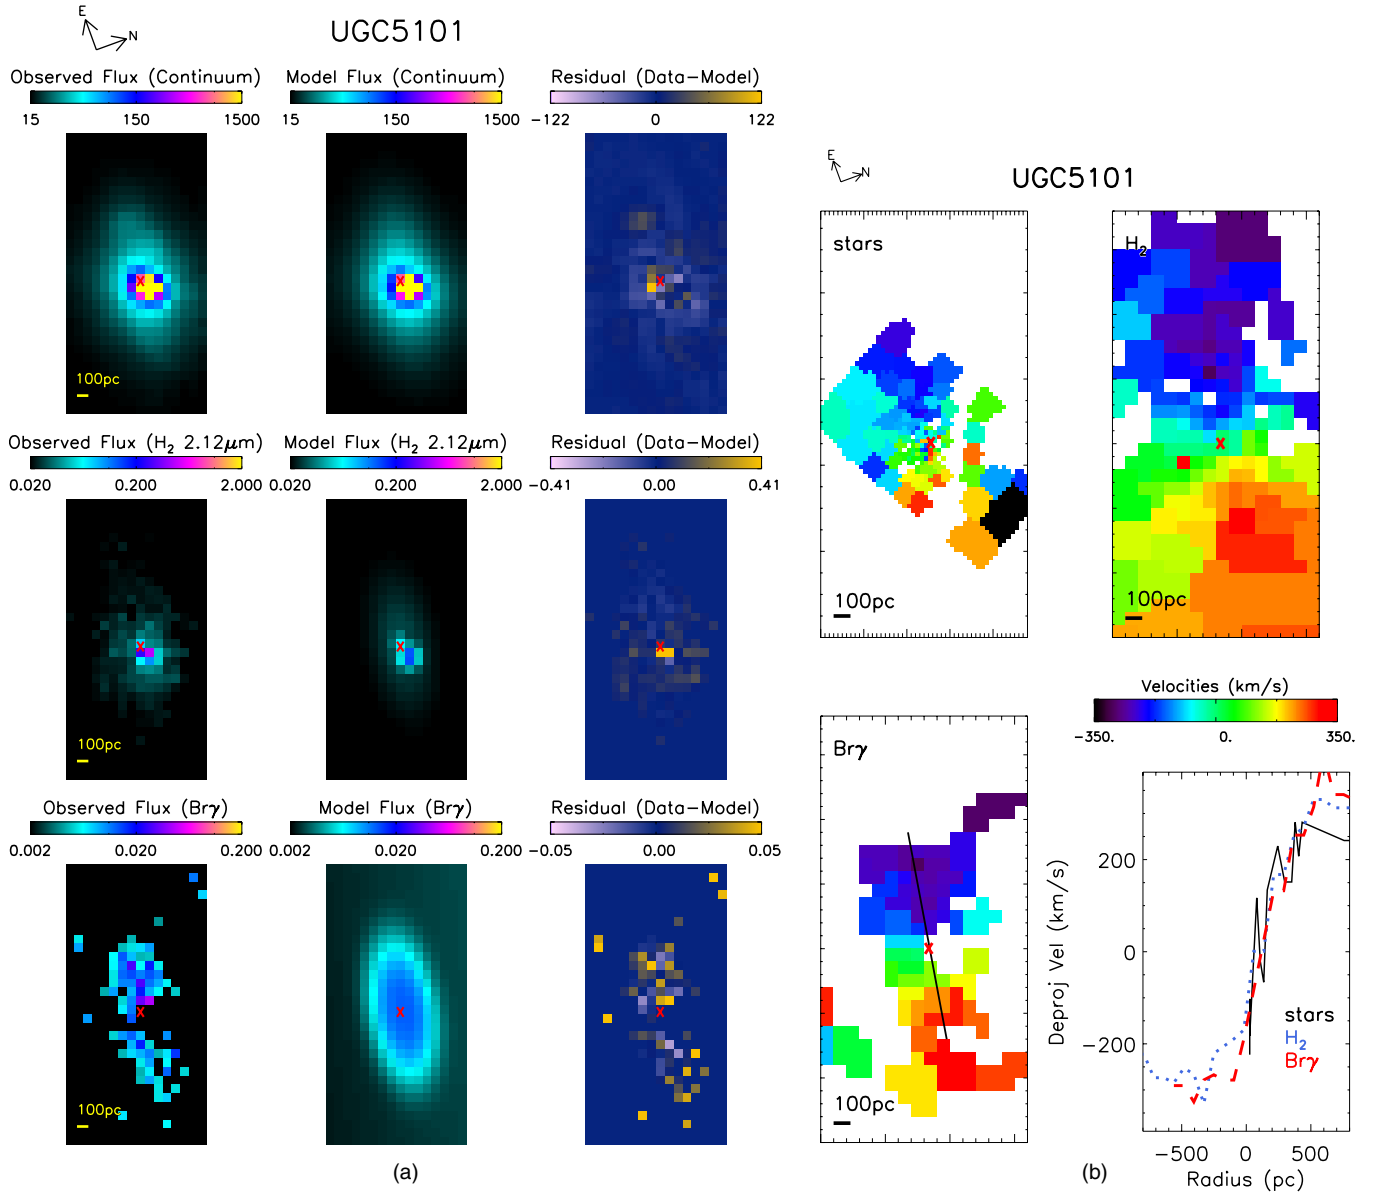 E
N
UGC5101
Observed Flux (Continuum)
Model Flux (Continuum)
Residual (Data-Model)
15 150 1500
15 150 1500
-122 0 122
100pc
Observed Flux (H2 2.12μm)
Model Flux (H2 2.12μm)
Residual (Data-Model)
0.020 0.200 2.000
0.020 0.200 2.000
-0.41 0.00 0.41
100pc
Observed Flux (Brγ)
Model Flux (Brγ)
Residual (Data-Model)
0.002 0.020 0.200
0.002 0.020 0.200
-0.05 0.00 0.05
100pc
(a)
E
N
UGC5101
stars
100pc
H2
100pc
Velocities (km/s)
-350. 0. 350.
Brγ
100pc
Deproj Vel (km/s)
200
0
-200
stars
H2
Brγ
-500 0 500
Radius (pc)
(b)